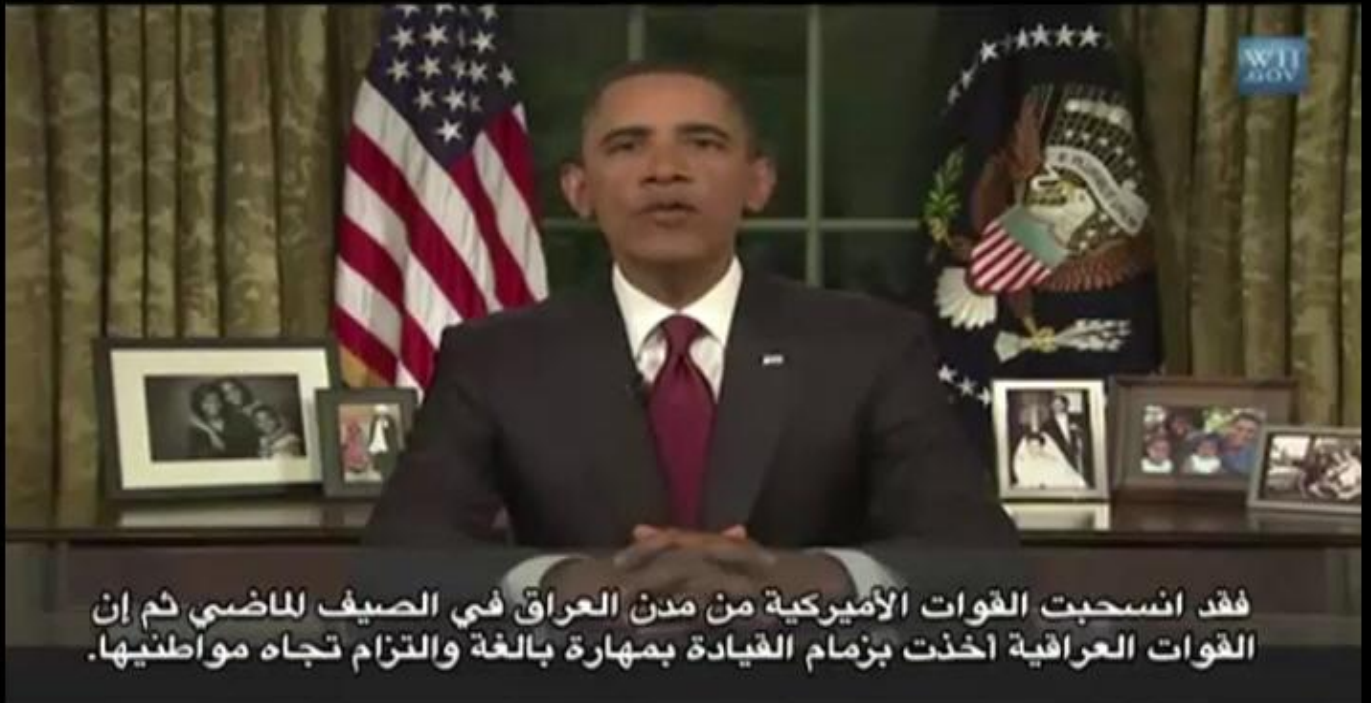 WH
.GOV
فقد انسحبت القوات الأميركية من مدن العراق في الصيف الماضي ثم إن
القوات العراقية أخذت بزمام القيادة بمهارة بالغة والتزام تجاه مواطنيها.